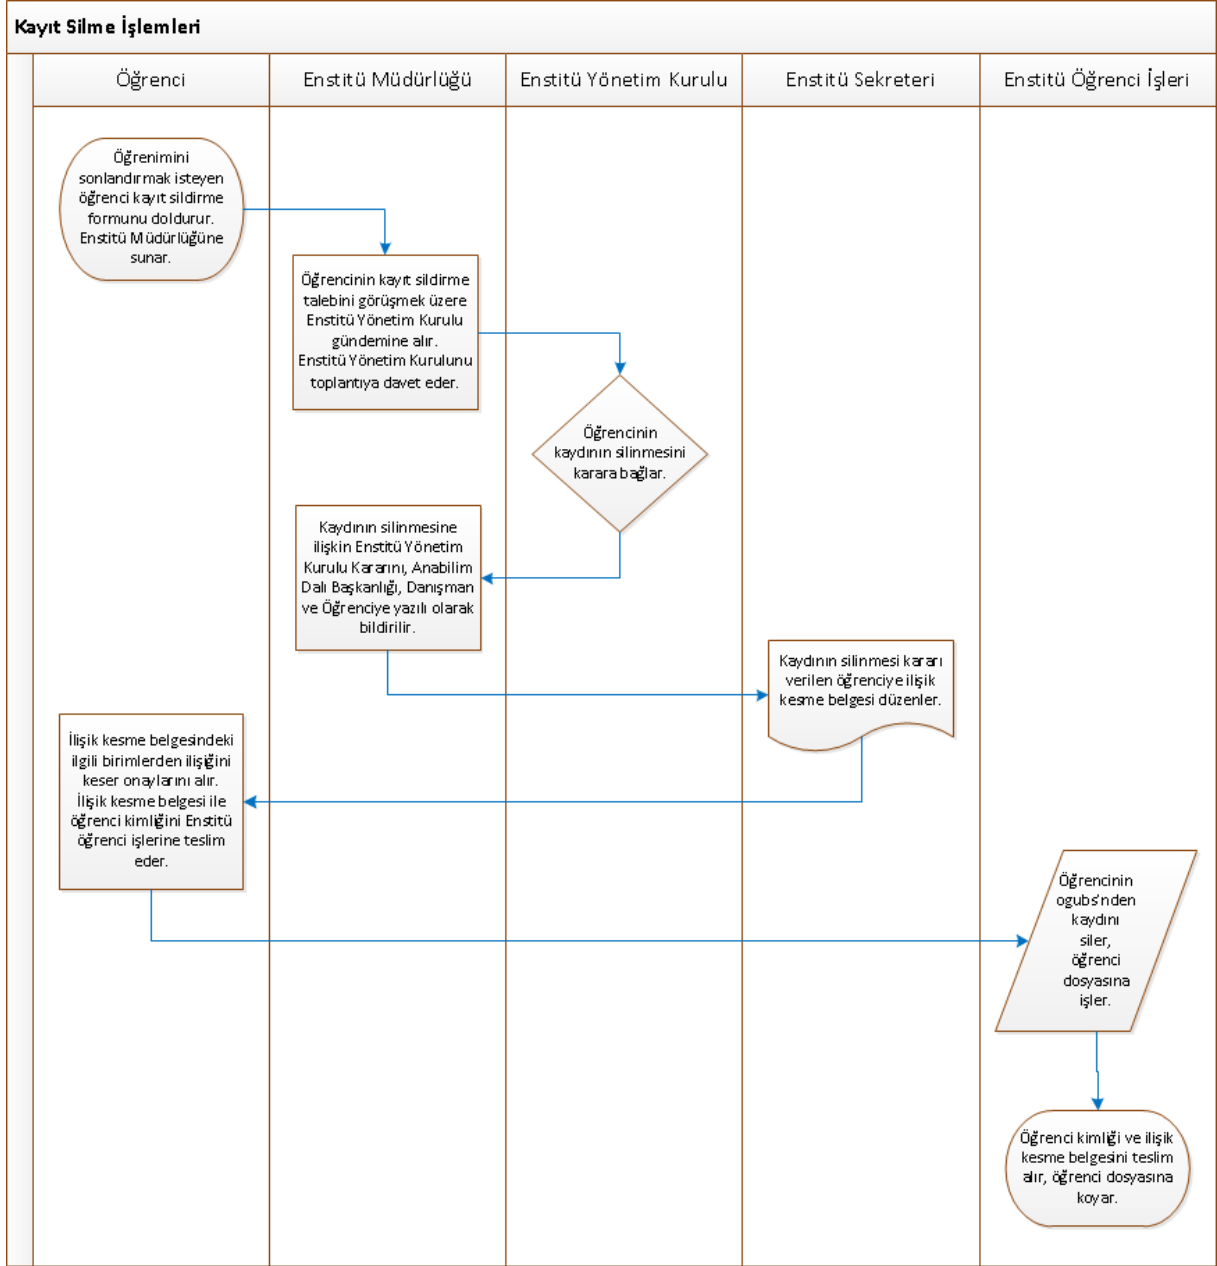 Kayıt Silme İşlemleri
Öğrenci
Enstitü Müdürlüğü
Enstitü Yönetim Kurulu
Enstitü Sekreteri
Enstitü Öğrenci İşleri
Öğrenimini
sonlandırmak isteyen
öğrenci kayıt sildirme
formunu doldurur.
Enstitü Müdürlüğüne
sunar.
Öğrencinin kayıt sildirme
talebini görüşmek üzere
Enstitü Yönetim Kurulu
gündemine alır.
Enstitü Yönetim Kurulunu
toplantıya davet eder.
Öğrencinin
kaydının silinmesini
karara bağlar.
Kaydının silinmesine
ilişkin Enstitü Yönetim
Kurulu Kararını, Anabilim
Dalı Başkanlığı, Danışman
ve Öğrenciye yazılı olarak
bildirilir.
Kaydının silinmesi kararı
verilen öğrenciye ilişik
kesme belgesi düzenler.
İlişik kesme belgesindeki
ilgili birimlerden ilişiğini
keser onaylarını alır.
İlişik kesme belgesi ile
öğrenci kimliğini Enstitü
öğrenci işlerine teslim
eder.
Öğrencinin
ogubs'nden
kaydını
siler,
öğrenci
dosyasına
işler.
Öğrenci kimliği ve ilişik
kesme belgesini teslim
alır, öğrenci dosyasına
koyar.